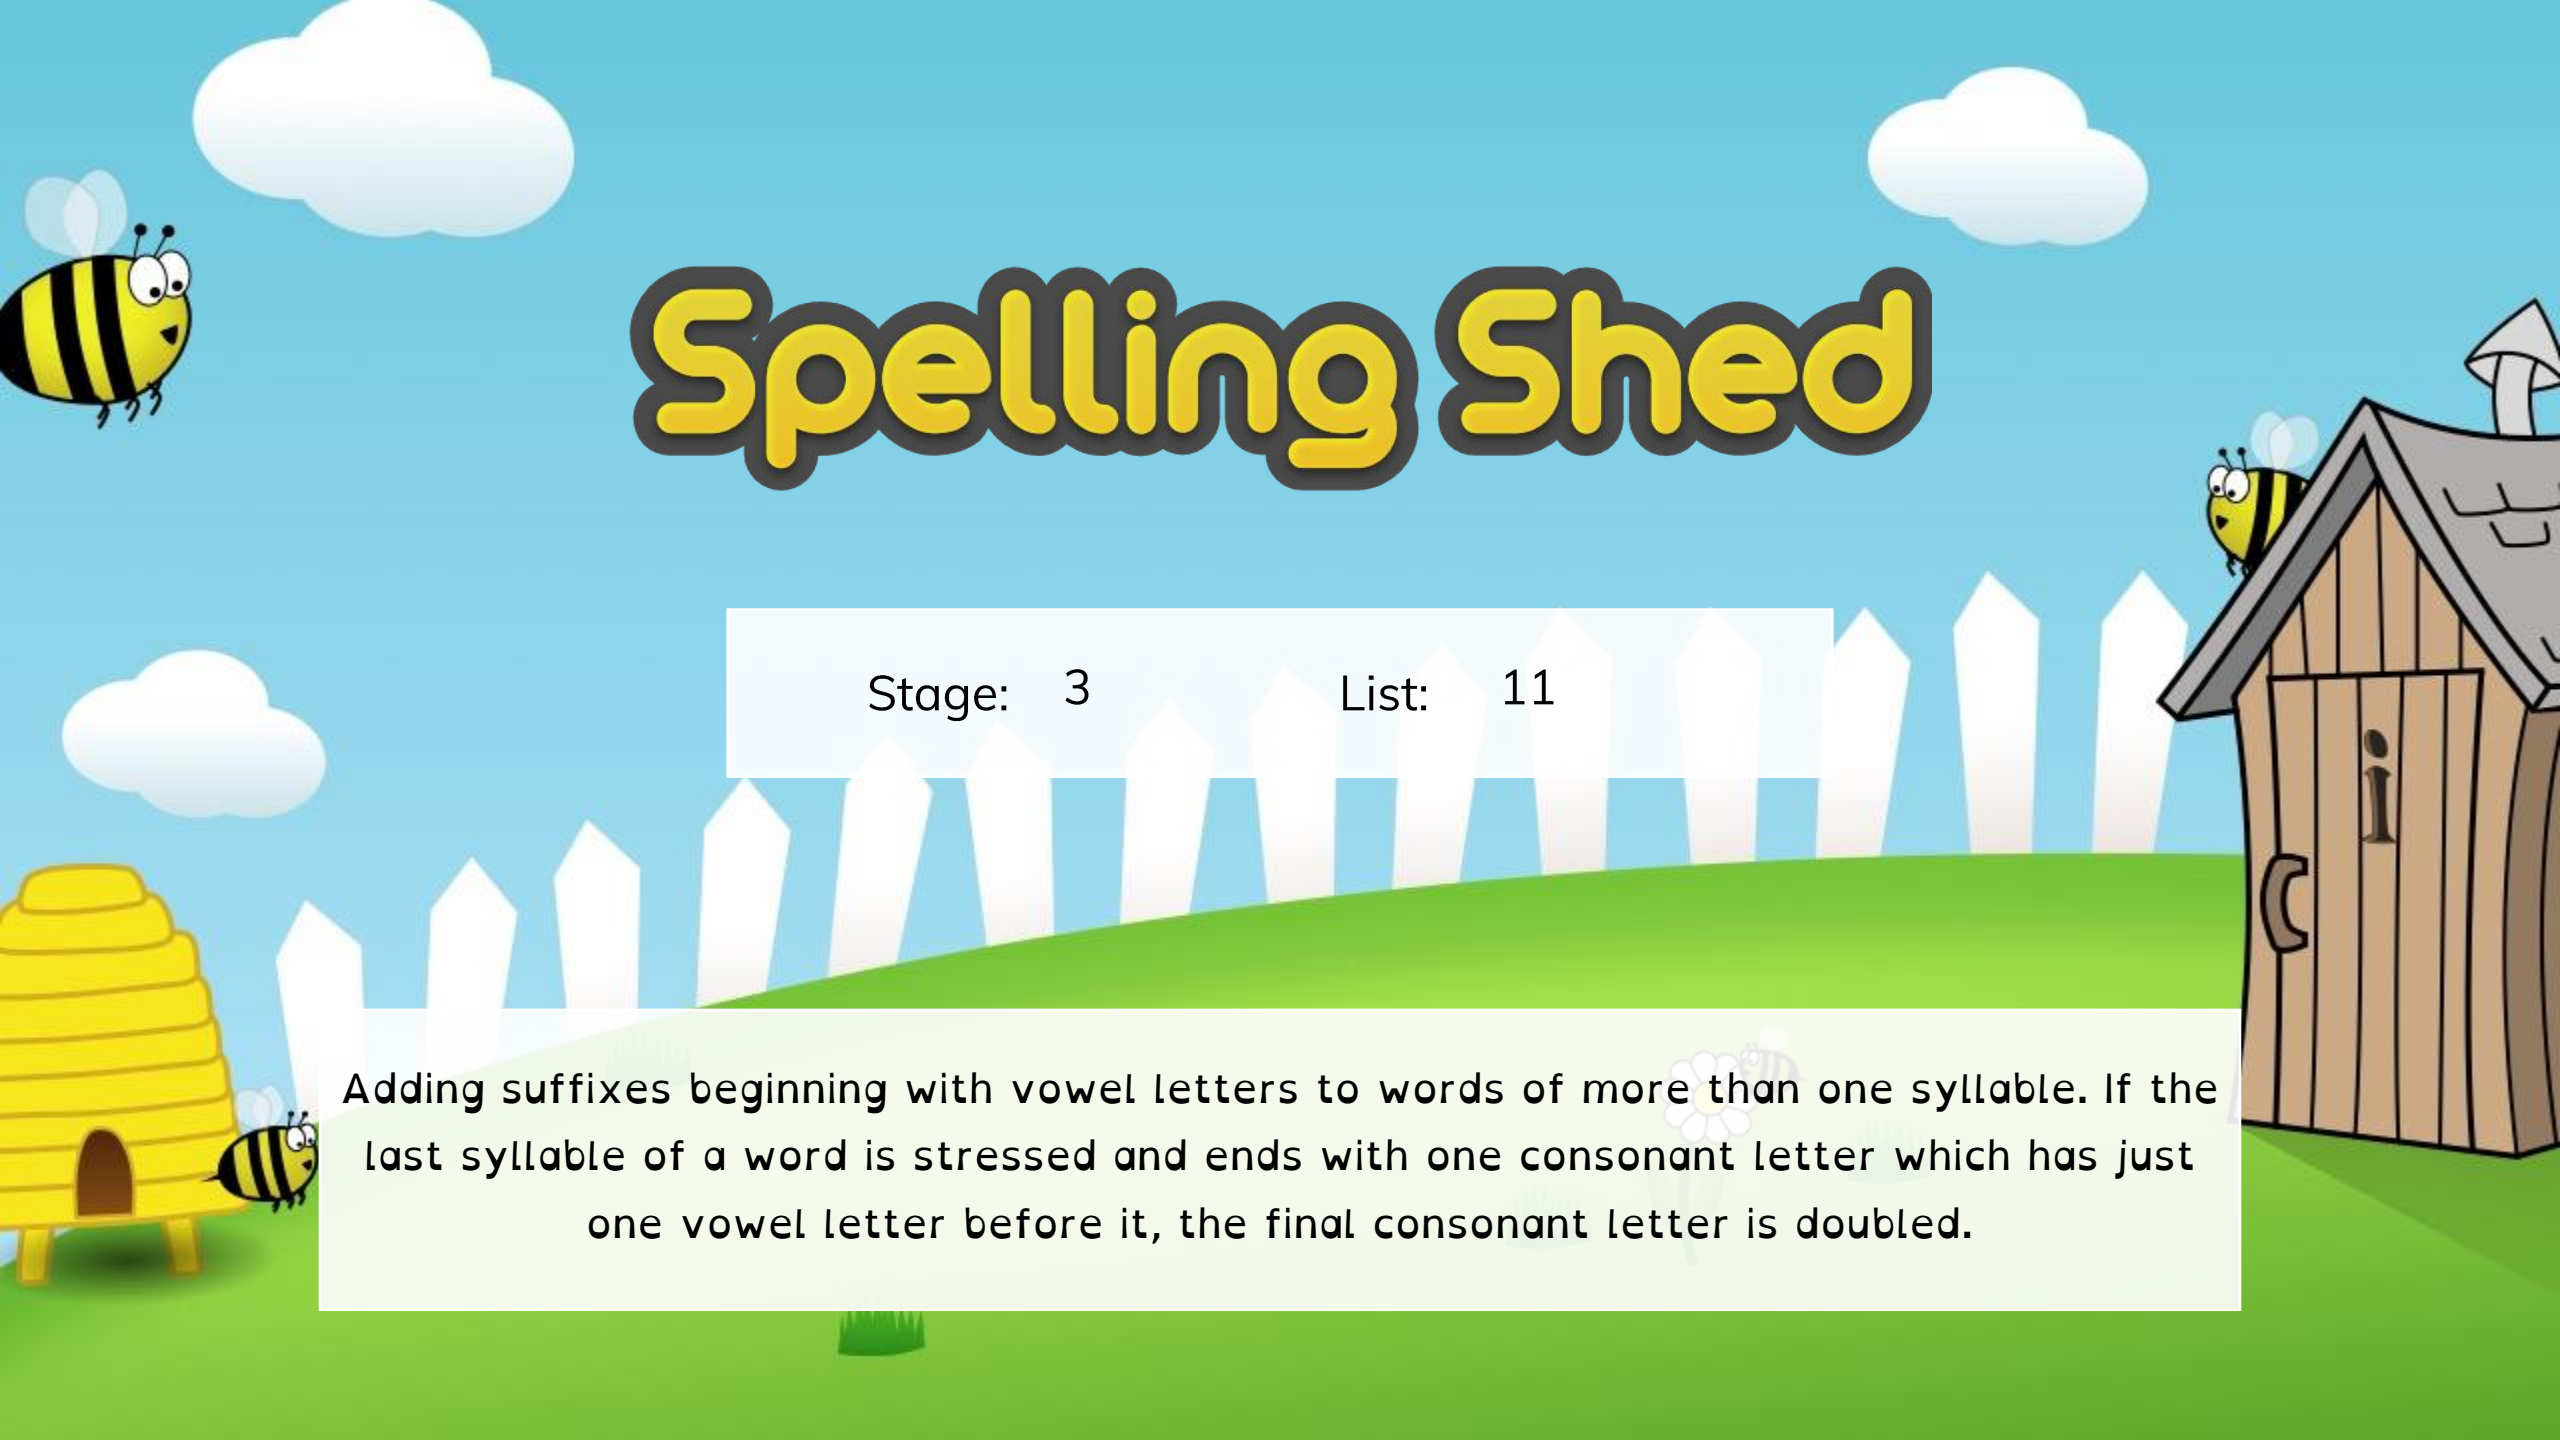 Spelling Shed
Stage: 3 List: 11
i
Adding suffixes beginning with vowel letters to words of more than one syllable. If the
last syllable of a word is stressed and ends with one consonant letter which has just
one vowel letter before it, the final consonant letter is doubled.